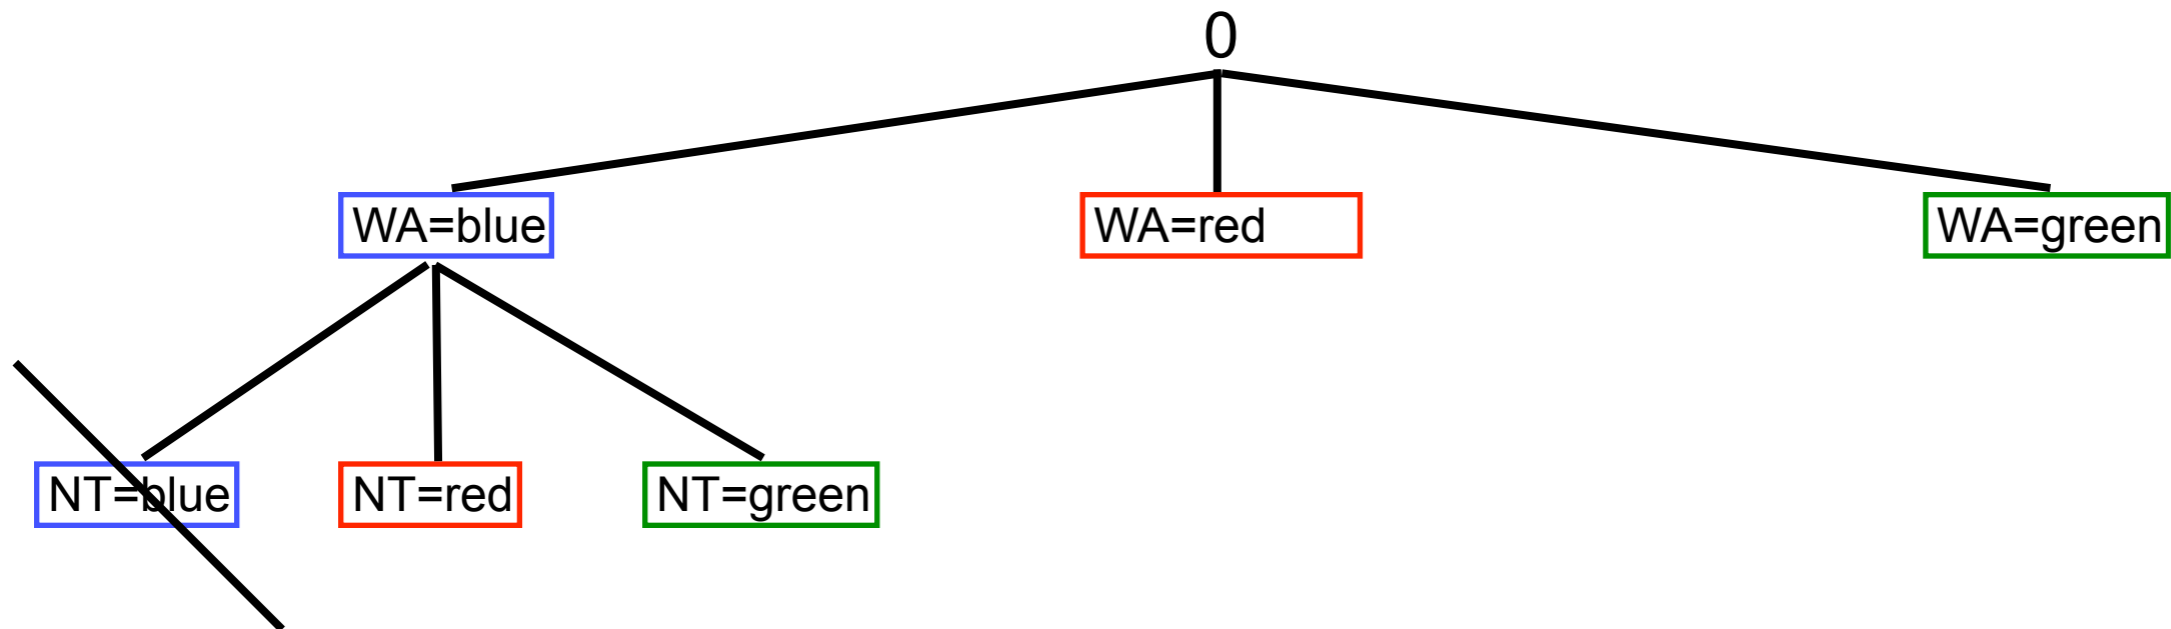 0
WA=blue
WA=red
WA=green
NT=blue
NT=red
NT=green